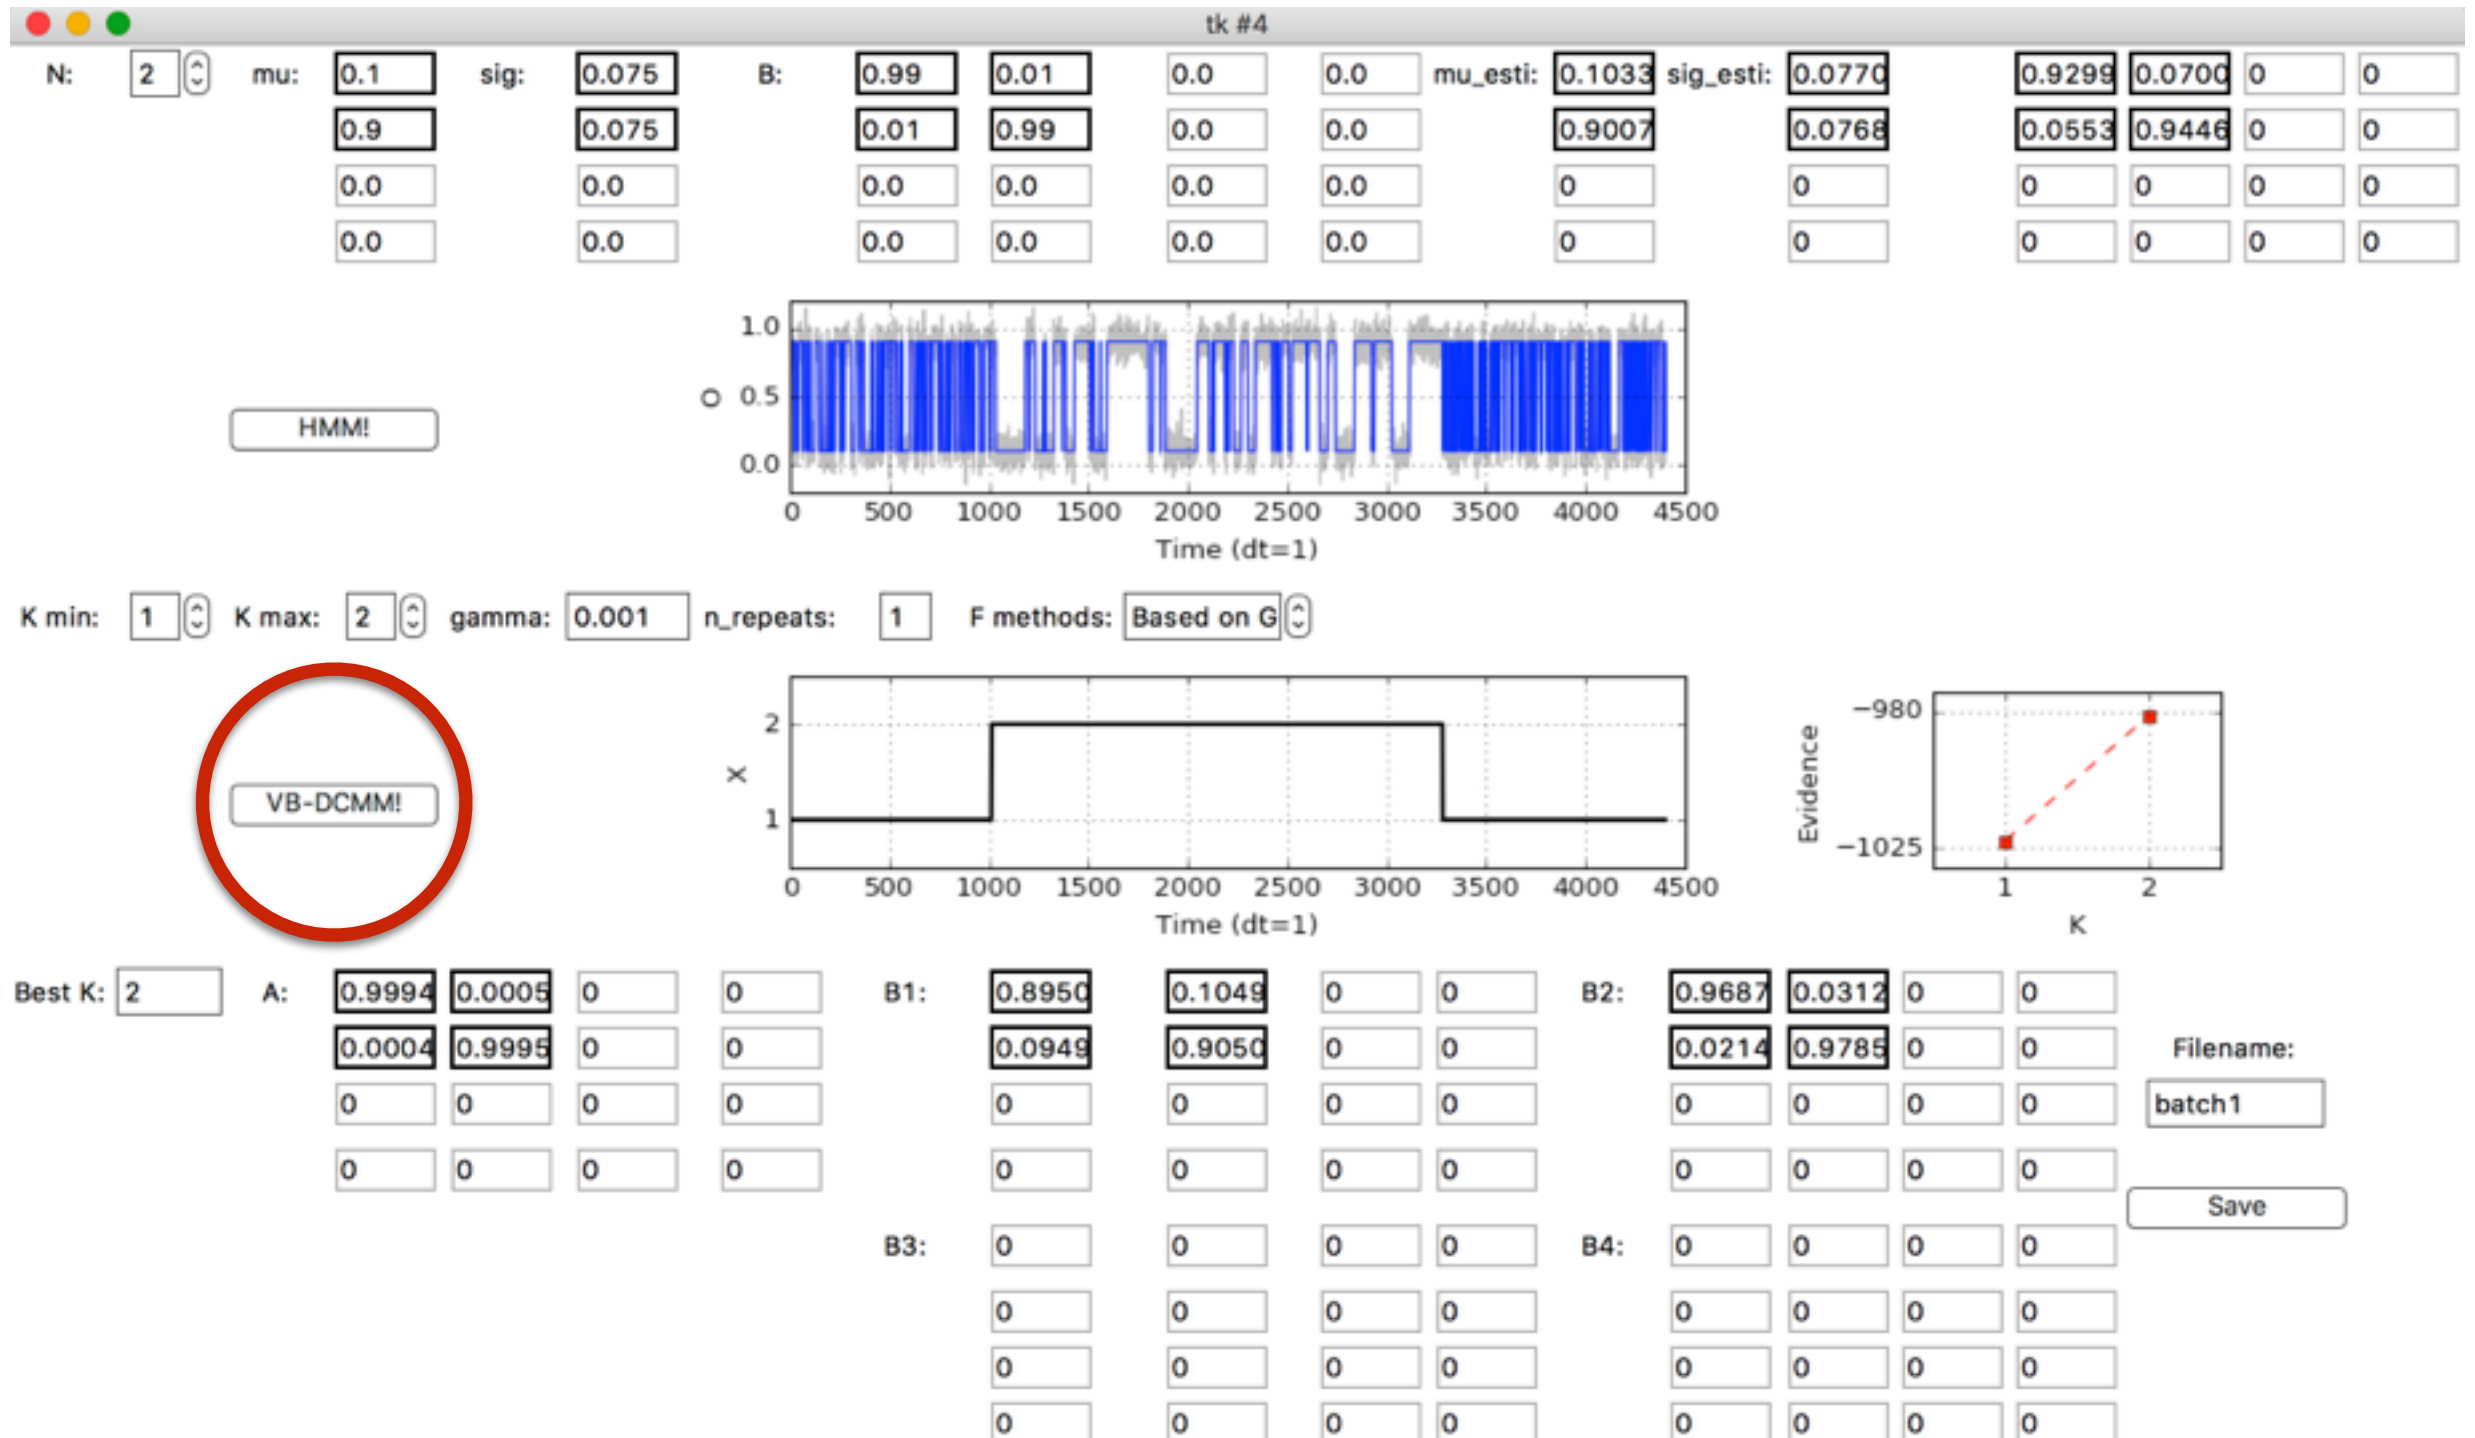 tk #4
N: 2 mu: 0.1 sig: 0.075 B: 0.99 0.01 0.0 0.0 mu_esti: 0.1033 sig_esti: 0.0770 0.9299 0.0700 0 0
0.9 0.075 0.01 0.99 0.0 0.0 0.9007 0.0768 0.0553 0.9446 0 0
0.0 0.0 0.0 0.0 0.0 0.0 0 0 0 0 0 0
0.0 0.0 0.0 0.0 0.0 0.0 0 0 0 0 0 0
1.0
O 0.5
HMM!
0.0
0 500 1000 1500 2000 2500 3000 3500 4000 4500
Time (dt=1)
K min: 1 K max: 2 gamma: 0.001 n_repeats: 1 F methods: Based on G
2
X
1
VB-DCMM!
0 500 1000 1500 2000 2500 3000 3500 4000 4500
Time (dt=1)
−980
Evidence
−1025
1 2
K
Best K: 2 A: 0.9994 0.0005 0 0 B1: 0.8950 0.1049 0 0 B2: 0.9687 0.0312 0 0
0.0004 0.9995 0 0 0.0949 0.9050 0 0 0.0214 0.9785 0 0 Filename:
0 0 0 0 0 0 0 0 0 0 0 0 batch1
0 0 0 0 0 0 0 0 0 0 0 0
Save
B3: 0 0 0 0 B4: 0 0 0 0
0 0 0 0 0 0 0 0
0 0 0 0 0 0 0 0
0 0 0 0 0 0 0 0